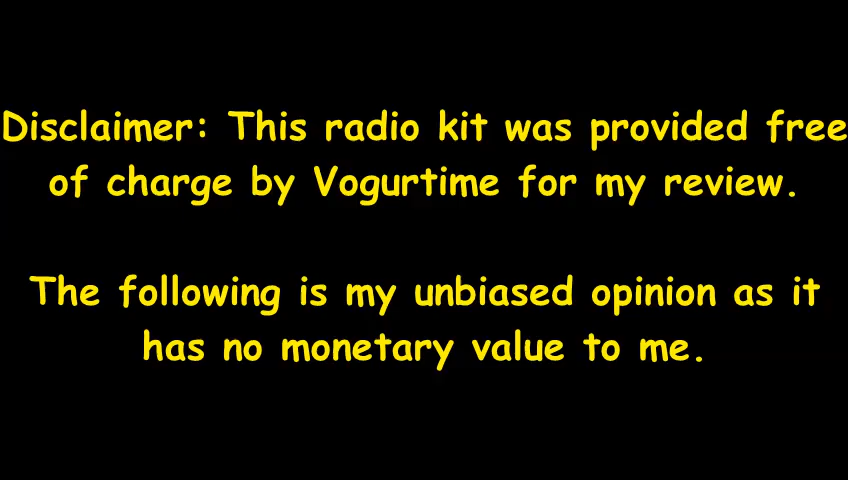 Disclaimer: This radio kit was provided free
of charge by Vogurtime for my review.
The following is my unbiased opinion as it
has no monetary value to me.